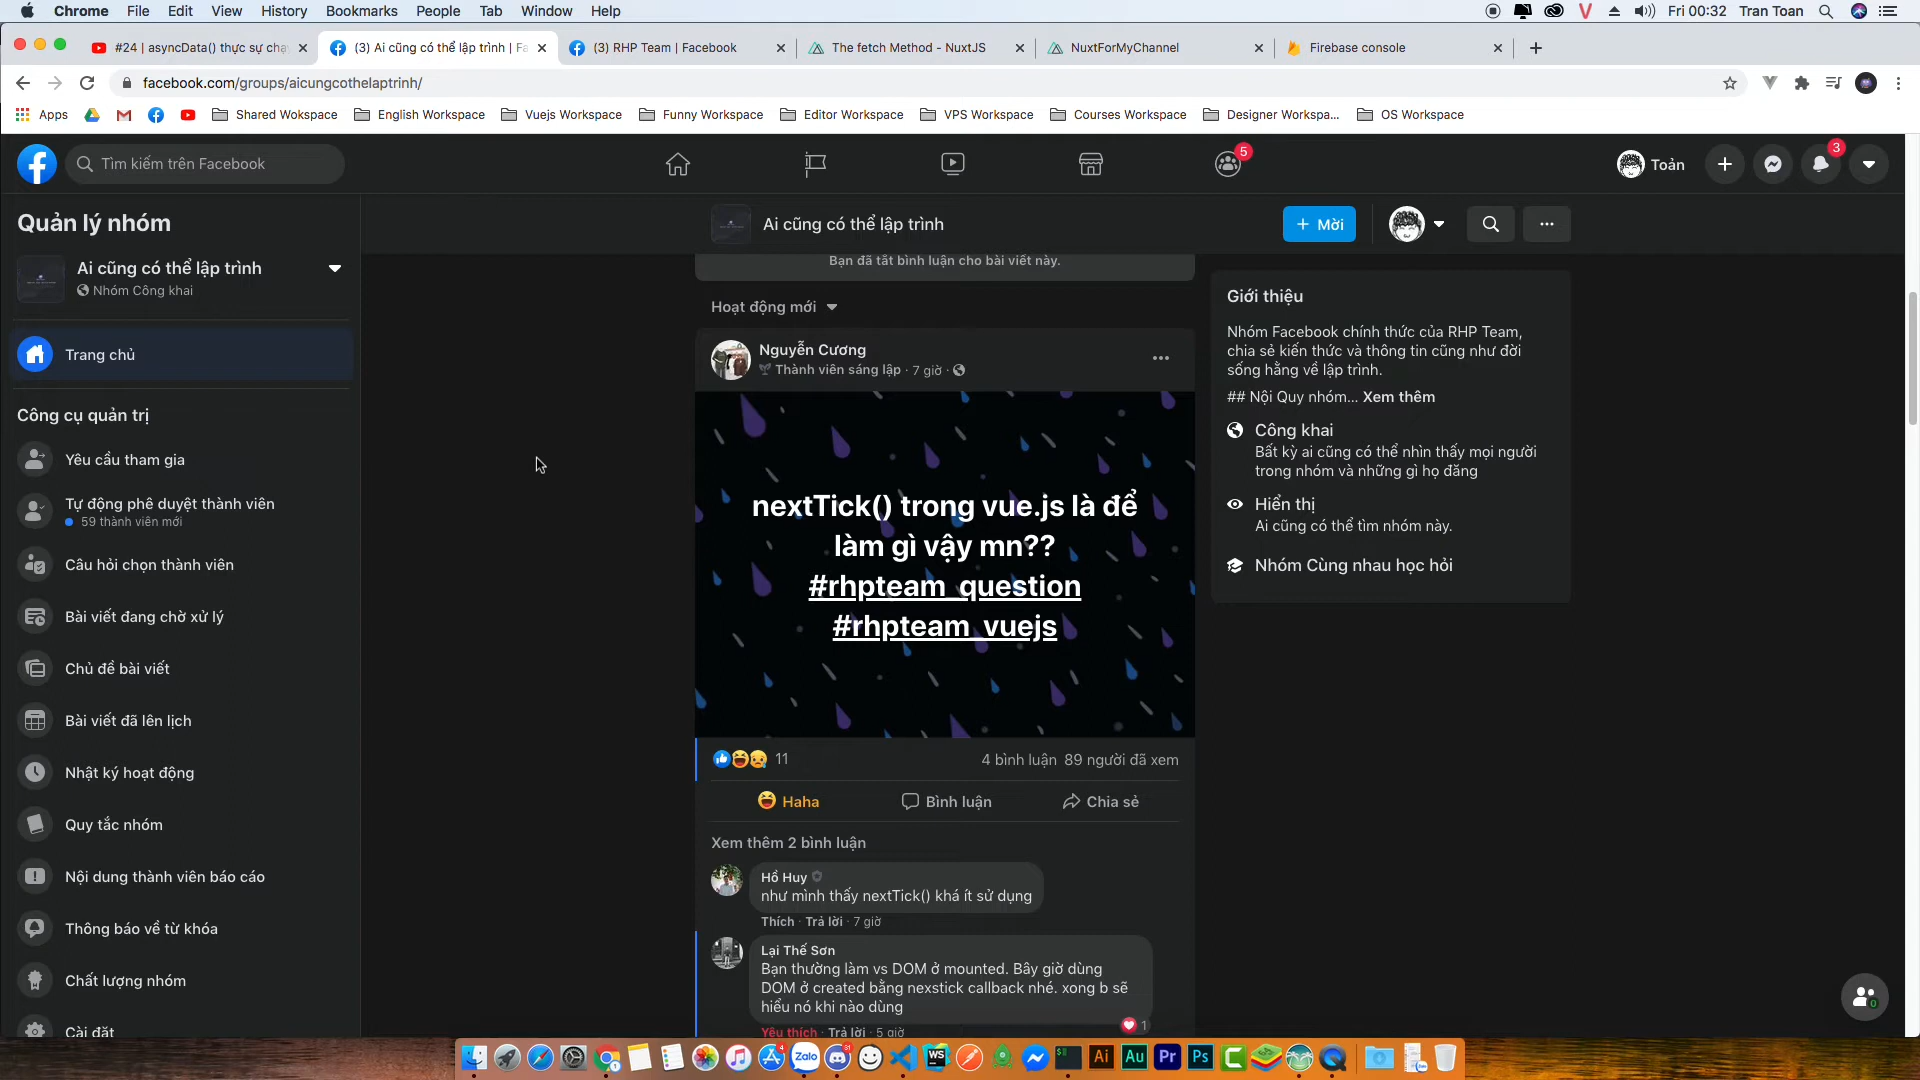 Chrome File Edit View History Bookmarks People Tab Window Help
Fri 00:32 Tran Toan
#24 | asyncData() thực sự chạy
(3) Ai cũng có thể lập trình | Fa
(3) RHP Team | Facebook
The fetch Method - NuxtJS
NuxtForMyChannel
Firebase console
facebook.com/groups/aicungcothelaptrinh/
Apps
Shared Wokspace
English Workspace
Vuejs Workspace
Funny Workspace
Editor Workspace
VPS Workspace
Courses Workspace
Designer Workspa...
OS Workspace
Tìm kiếm trên Facebook
5
Toản
3
Quản lý nhóm
Ai cũng có thể lập trình
Nhóm Công khai
Trang chủ
Công cụ quản trị
Yêu cầu tham gia
Tự động phê duyệt thành viên
59 thành viên mới
Câu hỏi chọn thành viên
Bài viết đang chờ xử lý
Chủ đề bài viết
Bài viết đã lên lịch
Nhật ký hoạt động
Quy tắc nhóm
Nội dung thành viên báo cáo
Thông báo về từ khóa
Chất lượng nhóm
Cài đặt
Ai cũng có thể lập trình
+ Mời
Bạn đã tắt bình luận cho bài viết này.
Hoạt động mới
Nguyễn Cương
Thành viên sáng lập · 7 giờ ·
nextTick() trong vue.js là để
làm gì vậy mn??
#rhpteam_question
#rhpteam_vuejs
11
4 bình luận 89 người đã xem
Haha
Bình luận
Chia sẻ
Xem thêm 2 bình luận
Hồ Huy
như mình thấy nextTick() khá ít sử dụng
Thích · Trả lời · 7 giờ
Lại Thế Sơn
Bạn thường làm vs DOM ở mounted. Bây giờ dùng
DOM ở created bằng nexstick callback nhé. xong b sẽ
hiểu nó khi nào dùng
1
Yêu thích · Trả lời · 5 giờ
Giới thiệu
Nhóm Facebook chính thức của RHP Team,
chia sẻ kiến thức và thông tin cũng như đời
sống hằng về lập trình.
## Nội Quy nhóm... Xem thêm
Công khai
Bất kỳ ai cũng có thể nhìn thấy mọi người
trong nhóm và những gì họ đăng
Hiển thị
Ai cũng có thể tìm nhóm này.
Nhóm Cùng nhau học hỏi
0
Zalo
WS
Ai
Au
Pr
Ps